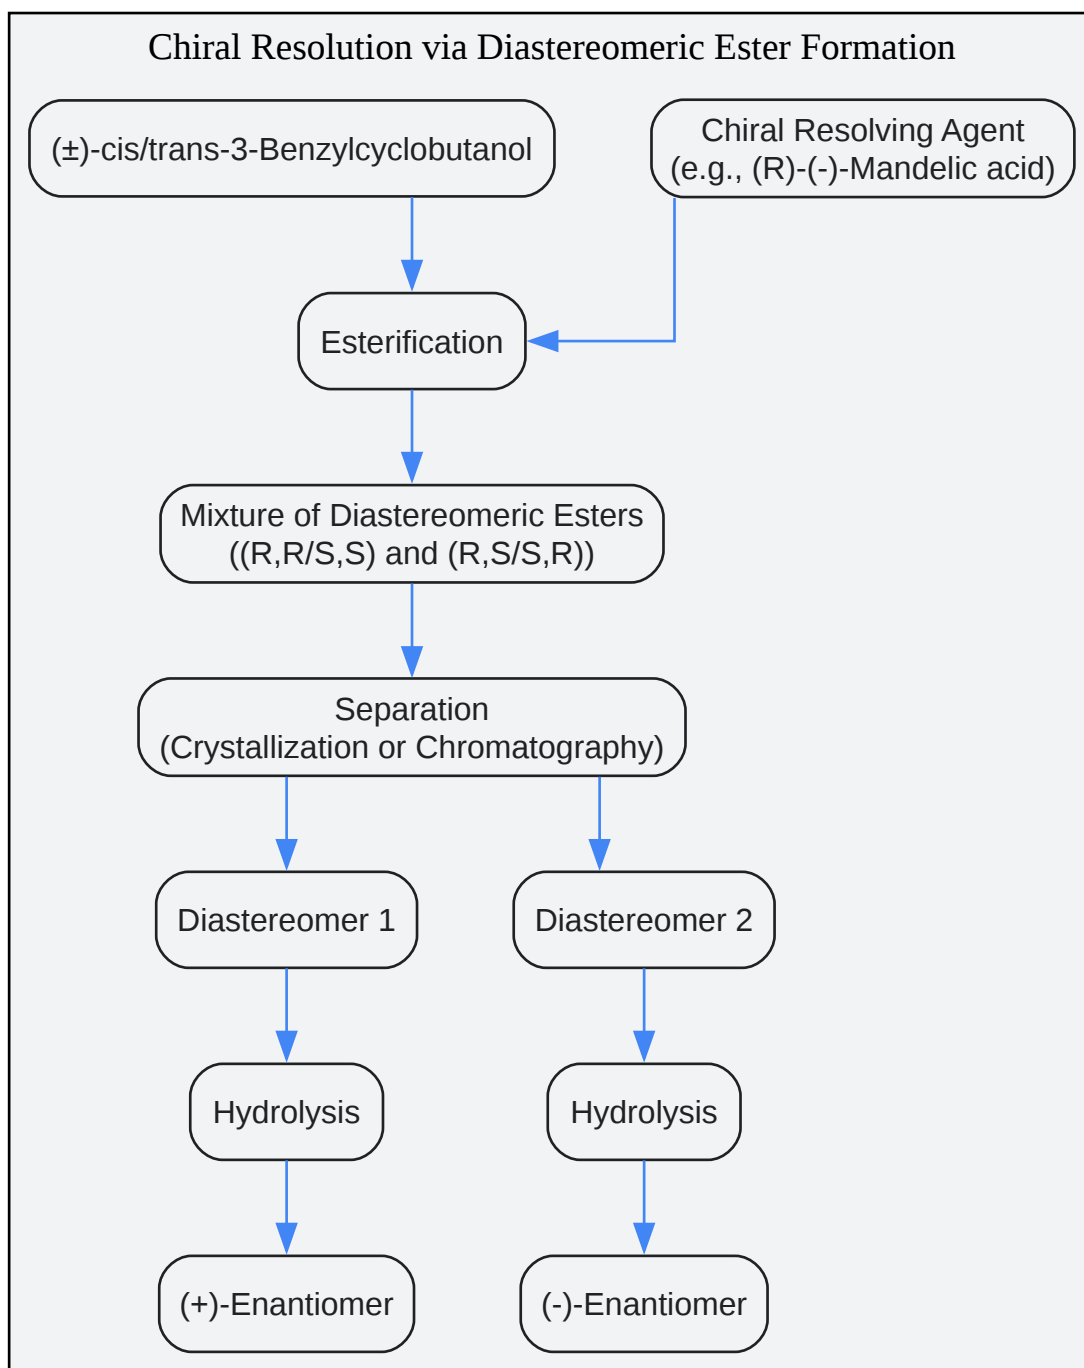 Chiral Resolution via Diastereomeric Ester Formation
(±)-cis/trans-3-Benzylcyclobutanol
Chiral Resolving Agent
(e.g., (R)-(-)-Mandelic acid)
Esterification
Mixture of Diastereomeric Esters
((R,R/S,S) and (R,S/S,R))
Separation
(Crystallization or Chromatography)
Diastereomer 1
Diastereomer 2
Hydrolysis
Hydrolysis
(+)-Enantiomer
(-)-Enantiomer